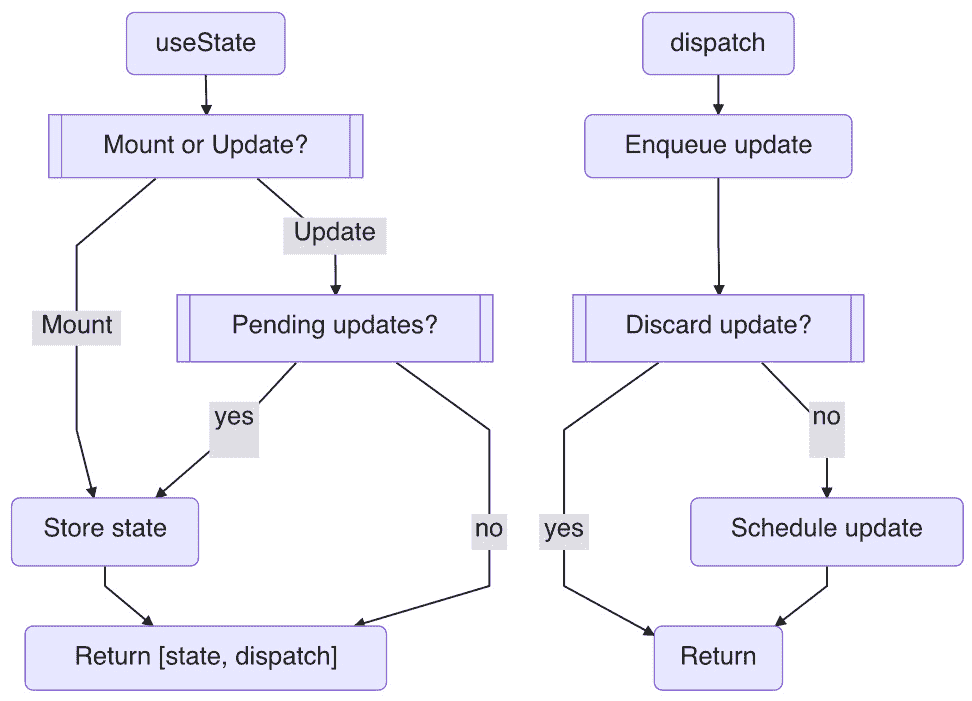 useState
Mount or Update?
Update
Mount
Pending updates?
yes
no
Store state
Return [state, dispatch]
dispatch
Enqueue update
Discard update?
no
yes
Schedule update
Return